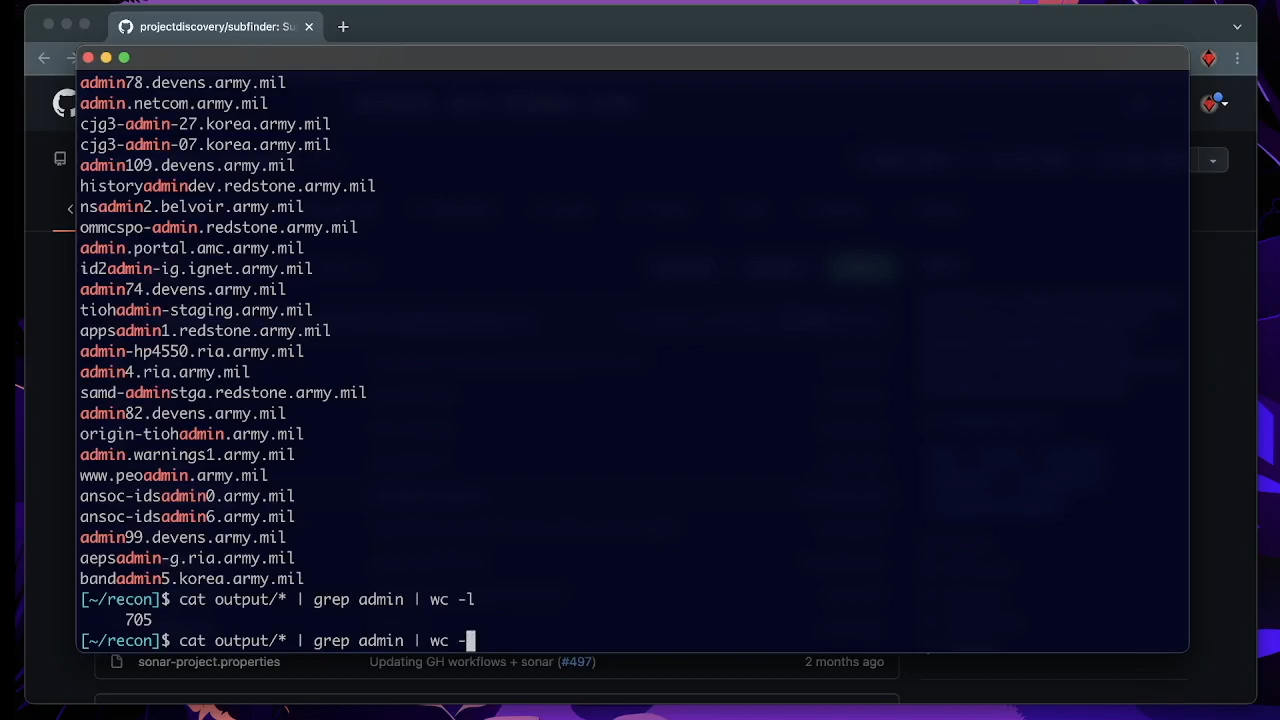 projectdiscovery/subfinder: Su
admin78.devens.army.mil
admin.netcom.army.mil
cjg3-admin-27.korea.army.mil
cjg3-admin-07.korea.army.mil
admin109.devens.army.mil
historyadmindev.redstone.army.mil
nsadmin2.belvoir.army.mil
ommcspo-admin.redstone.army.mil
admin.portal.amc.army.mil
id2admin-ig.ignet.army.mil
admin74.devens.army.mil
tiohadmin-staging.army.mil
appsadmin1.redstone.army.mil
admin-hp4550.ria.army.mil
admin4.ria.army.mil
samd-adminstga.redstone.army.mil
admin82.devens.army.mil
origin-tiohadmin.army.mil
admin.warnings1.army.mil
www.peoadmin.army.mil
ansoc-idsadmin0.army.mil
ansoc-idsadmin6.army.mil
admin99.devens.army.mil
aepsadmin-g.ria.army.mil
bandadmin5.korea.army.mil
[~/recon]$ cat output/* | grep admin | wc -l
705
[~/recon]$ cat output/* | grep admin | wc -
sonar-project.properties Updating GH workflows + sonar (#497) 2 months ago